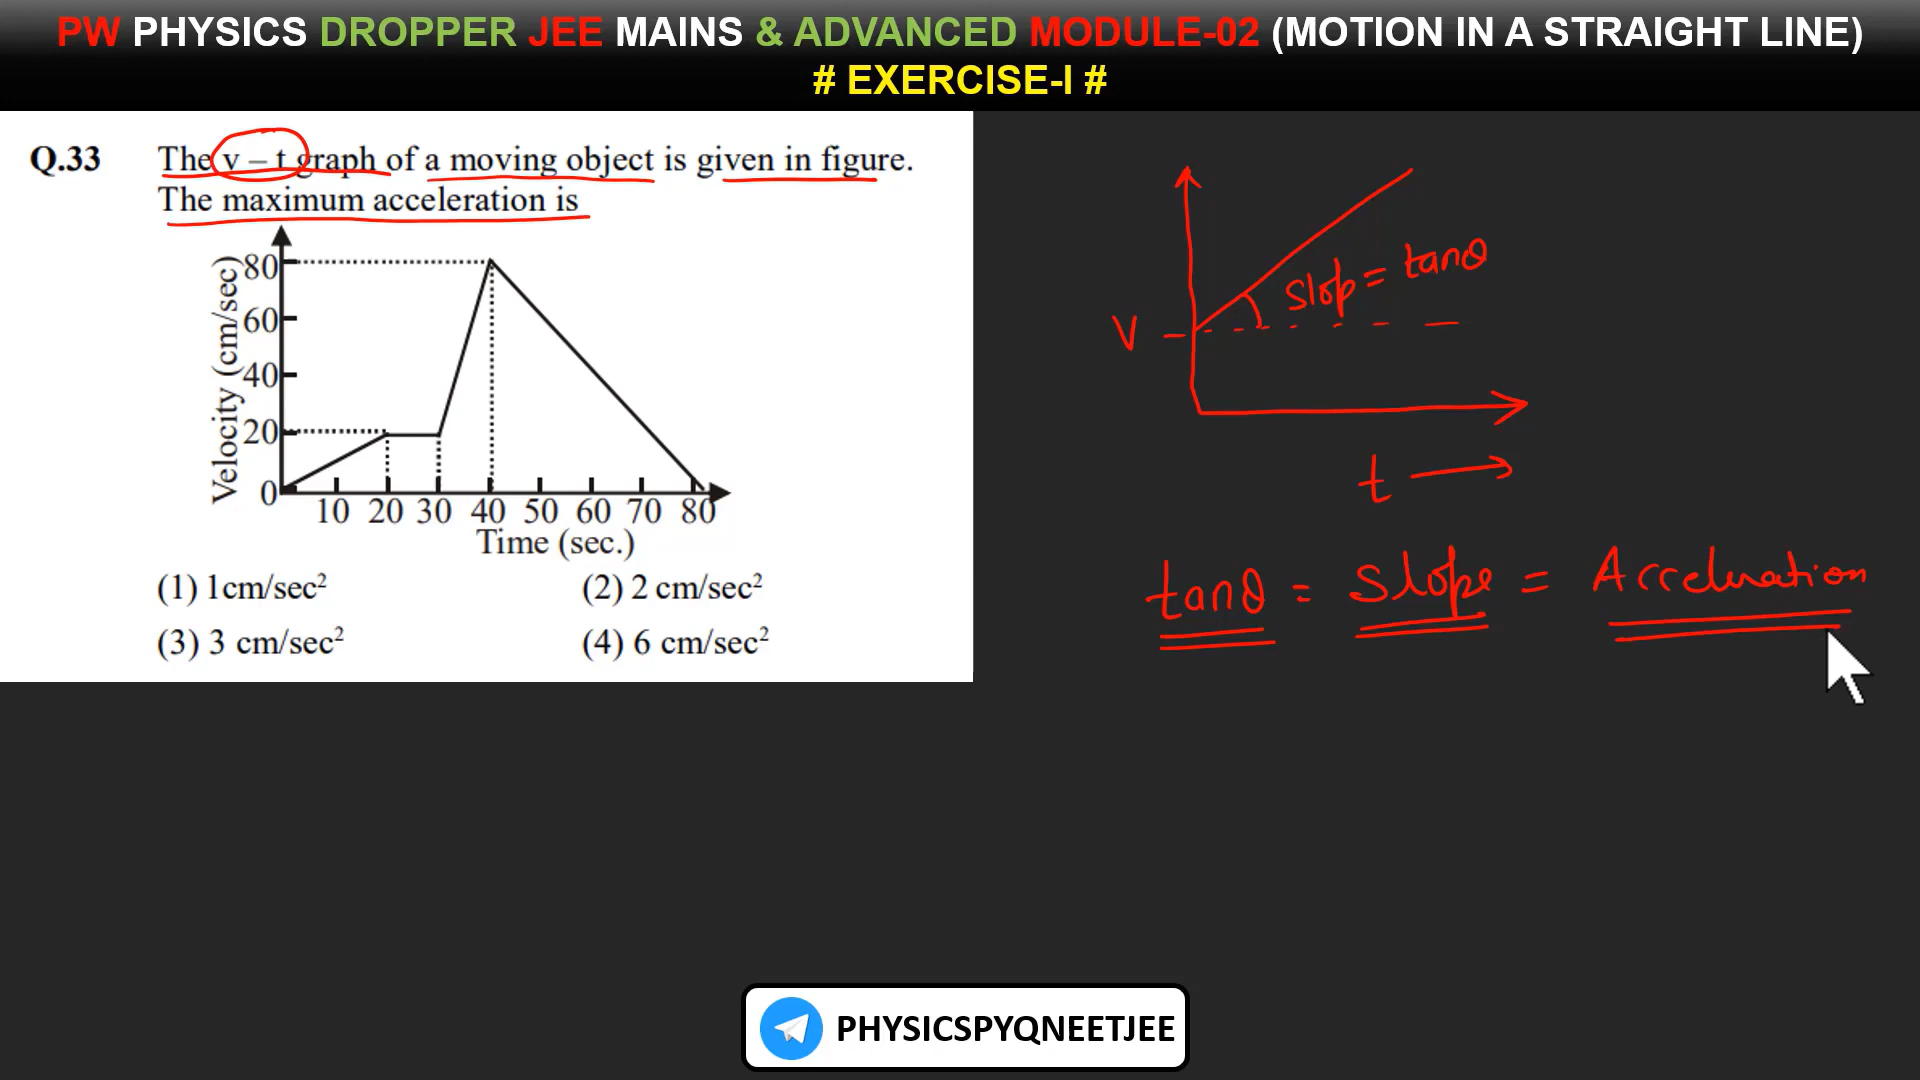 PW PHYSICS DROPPER JEE MAINS & ADVANCED MODULE-02 (MOTION IN A STRAIGHT LINE)
# EXERCISE-I #
Q.33 The v – t graph of a moving object is given in figure.
The maximum acceleration is
Velocity (cm/sec)
80
60
40
20
0
10 20 30 40 50 60 70 80
Time (sec.)
(1) 1cm/sec² (2) 2 cm/sec²
(3) 3 cm/sec² (4) 6 cm/sec²
slop = tanθ
V
t
tanθ = Slope = Acceleration
PHYSICSPYQNEETJEE